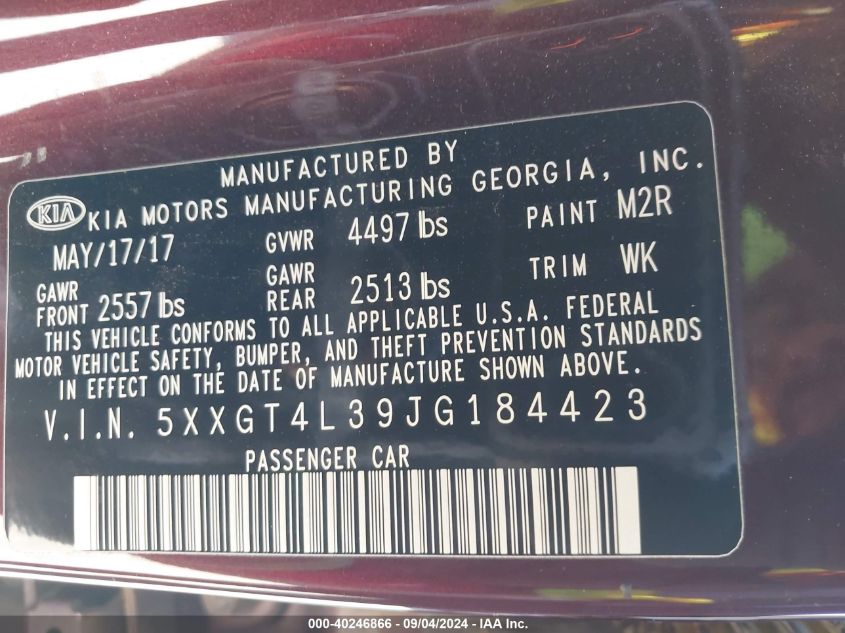 MANUFACTURED BY
KIA KIA MOTORS MANUFACTURING GEORGIA, INC.
MAY/17/17 GVWR 4497 lbs PAINT M2R
GAWR FRONT 2557 lbs GAWR REAR 2513 lbs TRIM WK
THIS VEHICLE CONFORMS TO ALL APPLICABLE U.S.A. FEDERAL
MOTOR VEHICLE SAFETY, BUMPER, AND THEFT PREVENTION STANDARDS
IN EFFECT ON THE DATE OF MANUFACTURE SHOWN ABOVE.
V.I.N. 5XXGT4L39JG184423
PASSENGER CAR
000-40246866 - 09/04/2024 - IAA Inc.